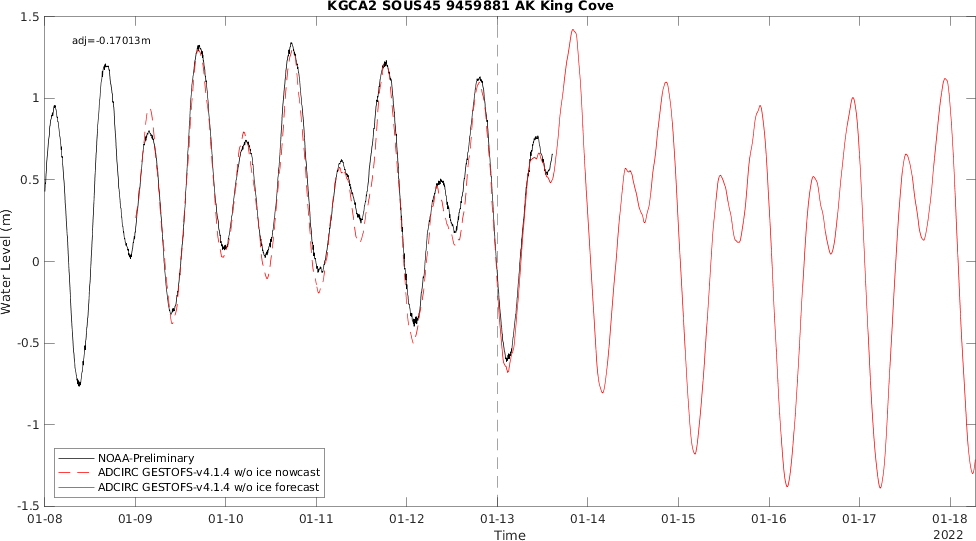 KGCA2 SOUS45 9459881 AK King Cove
adj=-0.17013m
1.5
1
0.5
0
-0.5
-1
-1.5
Water Level (m)
NOAA-Preliminary
ADCIRC GESTOFS-v4.1.4 w/o ice nowcast
ADCIRC GESTOFS-v4.1.4 w/o ice forecast
01-08 01-09 01-10 01-11 01-12 01-13 01-14 01-15 01-16 01-17 01-18
Time
2022